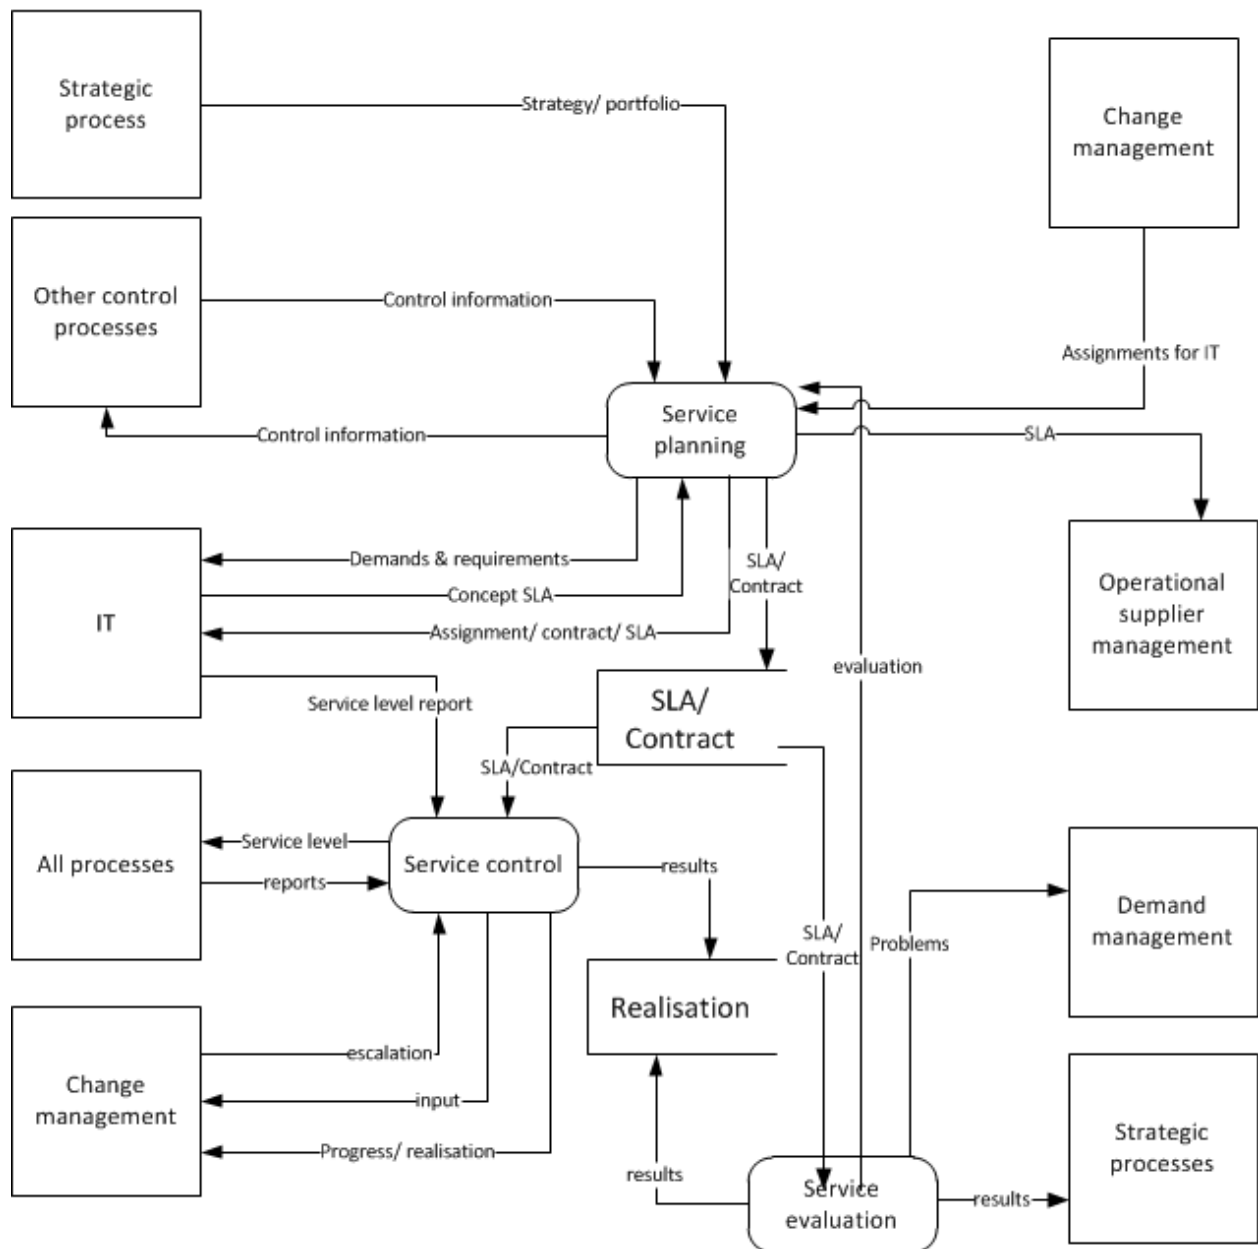 Strategic
process
Strategy/ portfolio
Change
management
Other control
processes
Control information
Assignments for IT
Service
planning
Control information
SLA
IT
Demands & requirements
Concept SLA
Assignment/ contract/ SLA
SLA/
Contract
Operational
supplier
management
evaluation
Service level report
SLA/
Contract
SLA/Contract
All processes
Service level
reports
Service control
results
SLA/
Contract
Problems
Demand
management
Realisation
Change
management
escalation
input
Progress/ realisation
results
Service
evaluation
results
Strategic
processes